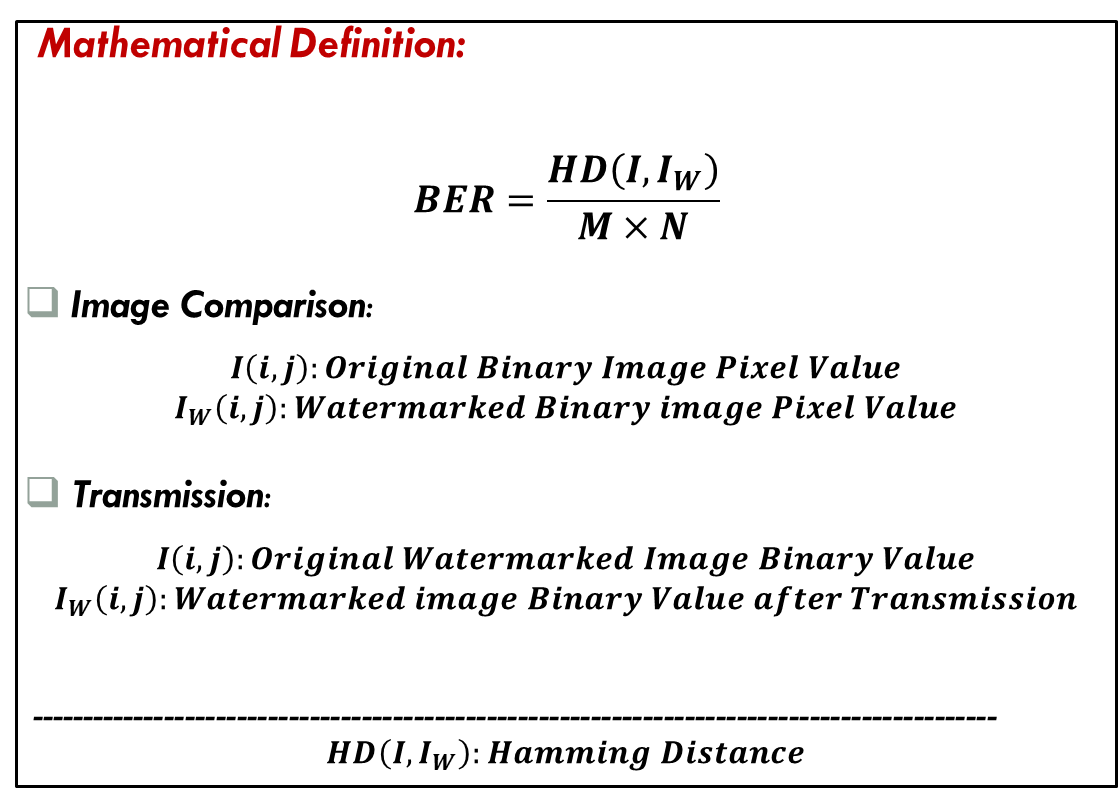 Mathematical Definition:
BER = HD(I, I_W) / M × N
❑ Image Comparison:
I(i, j): Original Binary Image Pixel Value
I_W(i, j): Watermarked Binary image Pixel Value
❑ Transmission:
I(i, j): Original Watermarked Image Binary Value
I_W(i, j): Watermarked image Binary Value after Transmission
------------------------------------------------------------------------------------------------
HD(I, I_W): Hamming Distance